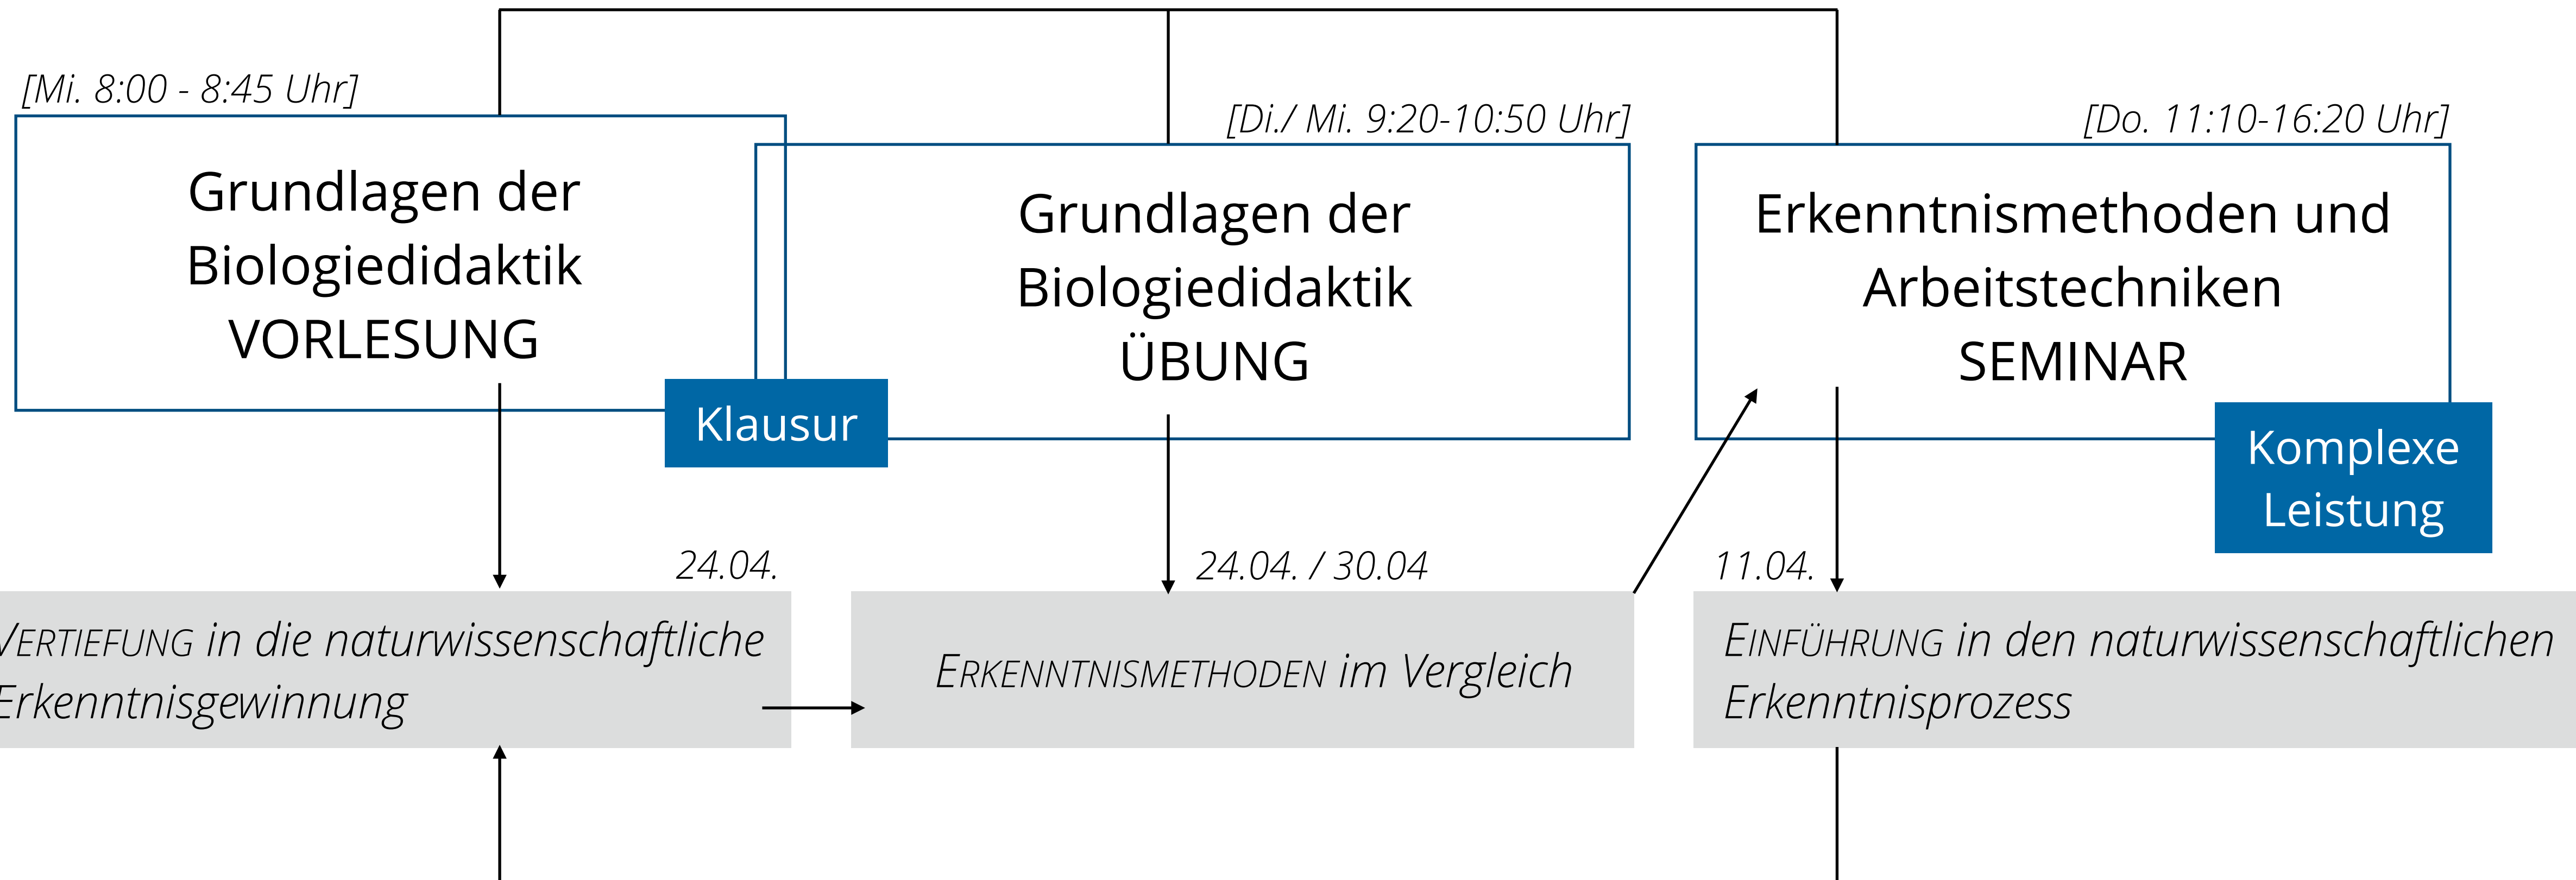 [Mi. 8:00 - 8:45 Uhr]
Grundlagen der
Biologiedidaktik
VORLESUNG
Klausur
[Di./ Mi. 9:20-10:50 Uhr]
Grundlagen der
Biologiedidaktik
ÜBUNG
[Do. 11:10-16:20 Uhr]
Erkenntnismethoden und
Arbeitstechniken
SEMINAR
Komplexe
Leistung
24.04.
VERTIEFUNG in die naturwissenschaftliche
Erkenntnisgewinnung
24.04. / 30.04
ERKENNTNISMETHODEN im Vergleich
11.04.
EINFÜHRUNG in den naturwissenschaftlichen
Erkenntnisprozess